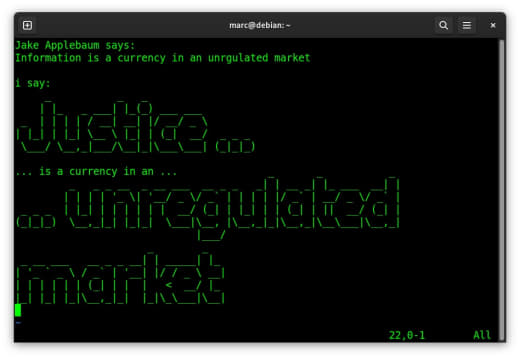 marc@debian: ~
Jake Applebaum says:
Information is a currency in an unrgulated market
i say:
Justice ...
... is a currency in an ...
... unregulated
market
~
22,0-1 All